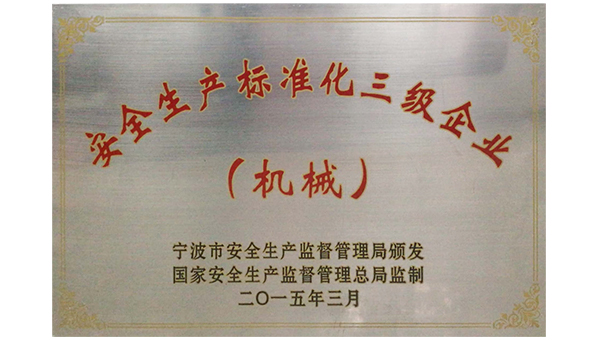 安全生产标准化三级企业
（机械）
宁波市安全生产监督管理局颁发
国家安全生产监督管理总局监制
二〇一五年三月